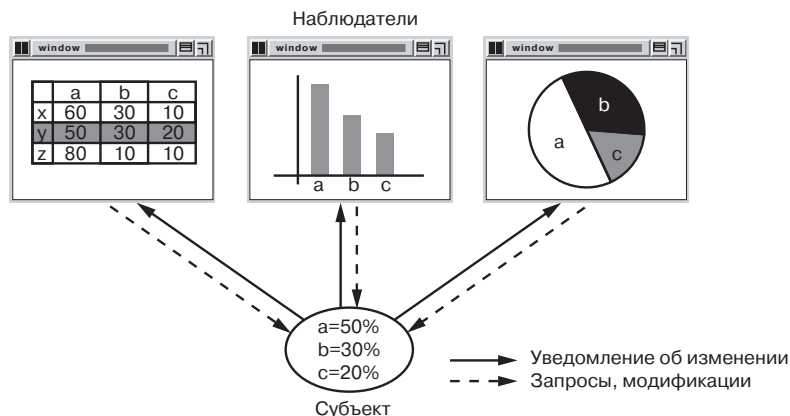 Наблюдатели
window
window
window
a b c
x 60 30 10
y 50 30 20
z 80 10 10
a b c
a
b
c
a=50%
b=30%
c=20%
Субъект
Уведомление об изменении
Запросы, модификации